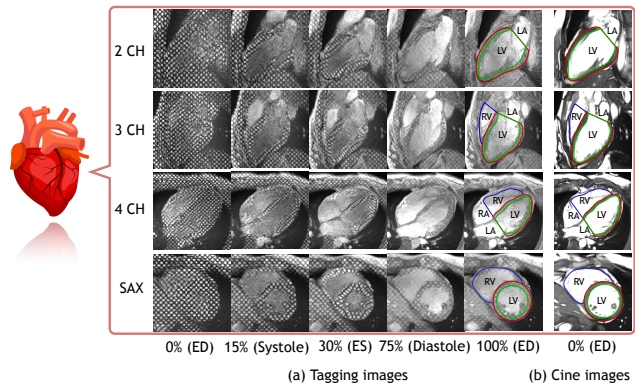 2 CH
LA
LV
LA
LV
3 CH
RV
LA
LV
RV
LA
LV
4 CH
RV
RA
LV
LA
RV
RA
LV
LA
SAX
RV
LV
RV
LV
0% (ED) 15% (Systole) 30% (ES) 75% (Diastole) 100% (ED) 0% (ED)
(a) Tagging images (b) Cine images